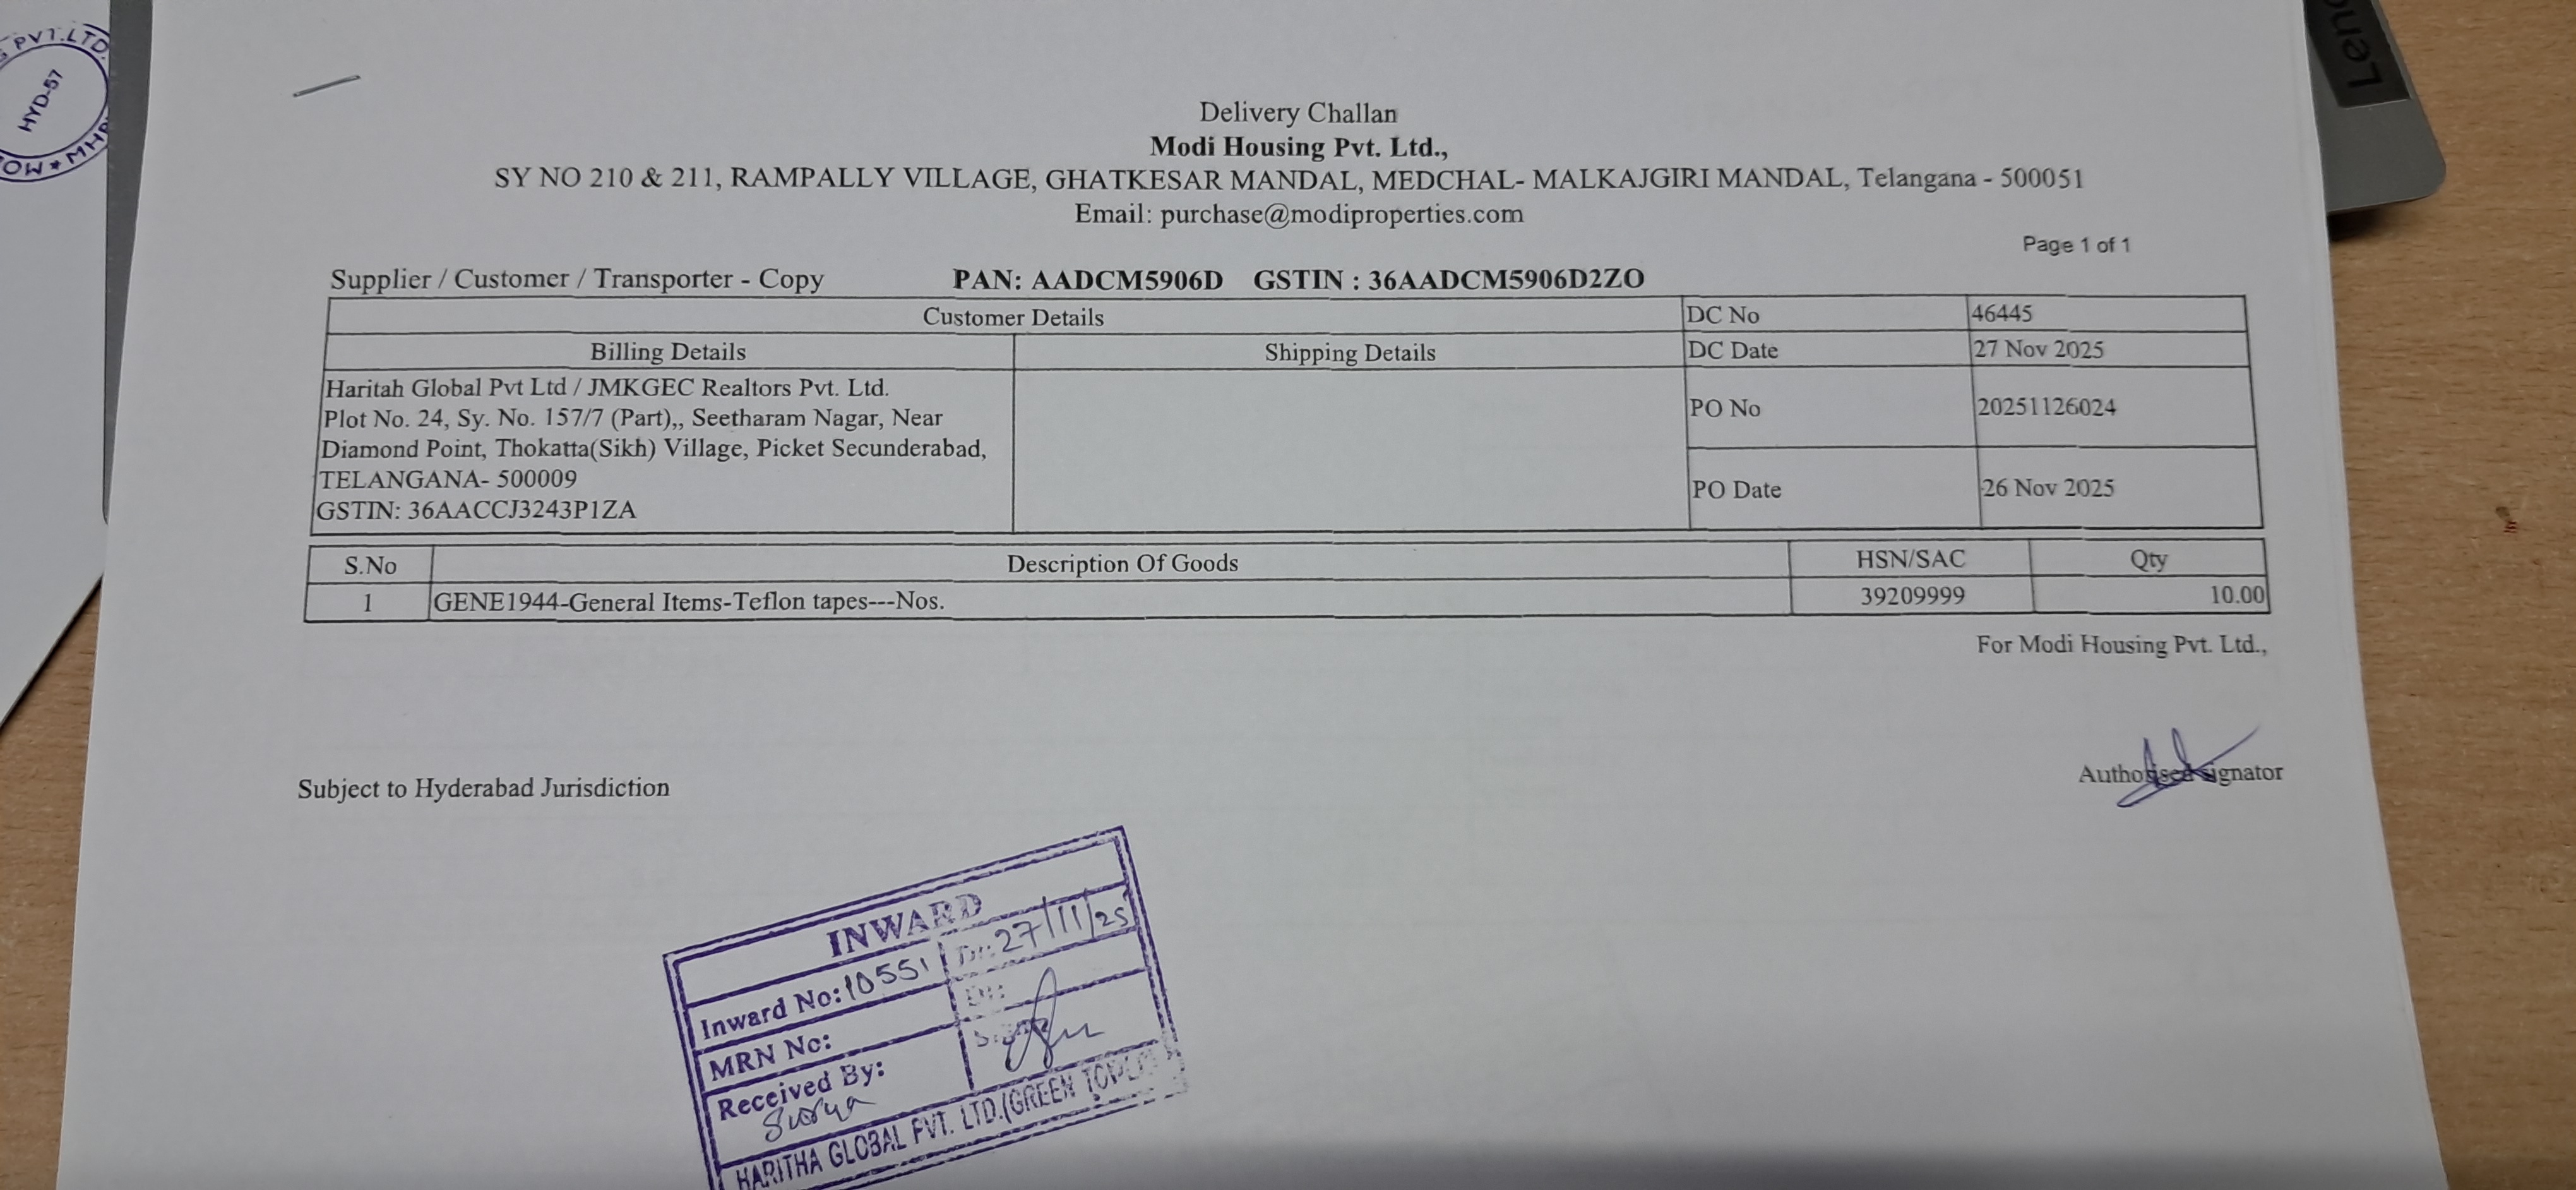 PVT.LTD.
HYD-57
Delivery Challan
Modi Housing Pvt. Ltd.,
SY NO 210 & 211, RAMPALLY VILLAGE, GHATKESAR MANDAL, MEDCHAL- MALKAJGIRI MANDAL, Telangana - 500051
Email: purchase@modiproperties.com
Page 1 of 1
Supplier / Customer / Transporter - Copy PAN: AADCM5906D GSTIN : 36AADCM5906D2ZO
Customer Details DC No 46445
Billing Details Shipping Details DC Date 27 Nov 2025
Haritah Global Pvt Ltd / JMKGEC Realtors Pvt. Ltd.
Plot No. 24, Sy. No. 157/7 (Part),, Seetharam Nagar, Near
Diamond Point, Thokatta(Sikh) Village, Picket Secunderabad,
TELANGANA- 500009
GSTIN: 36AACCJ3243P1ZA
PO No 20251126024
PO Date 26 Nov 2025
S.No Description Of Goods HSN/SAC Qty
1 GENE1944-General Items-Teflon tapes---Nos. 39209999 10.00
For Modi Housing Pvt. Ltd.,
Authorised signator
Subject to Hyderabad Jurisdiction
INWARD
Inward No: 10551 Dt: 27/11/25
MRN No: Dt:
Received By: Sign:
Surya
HARITHA GLOBAL PVT. LTD.(GREEN